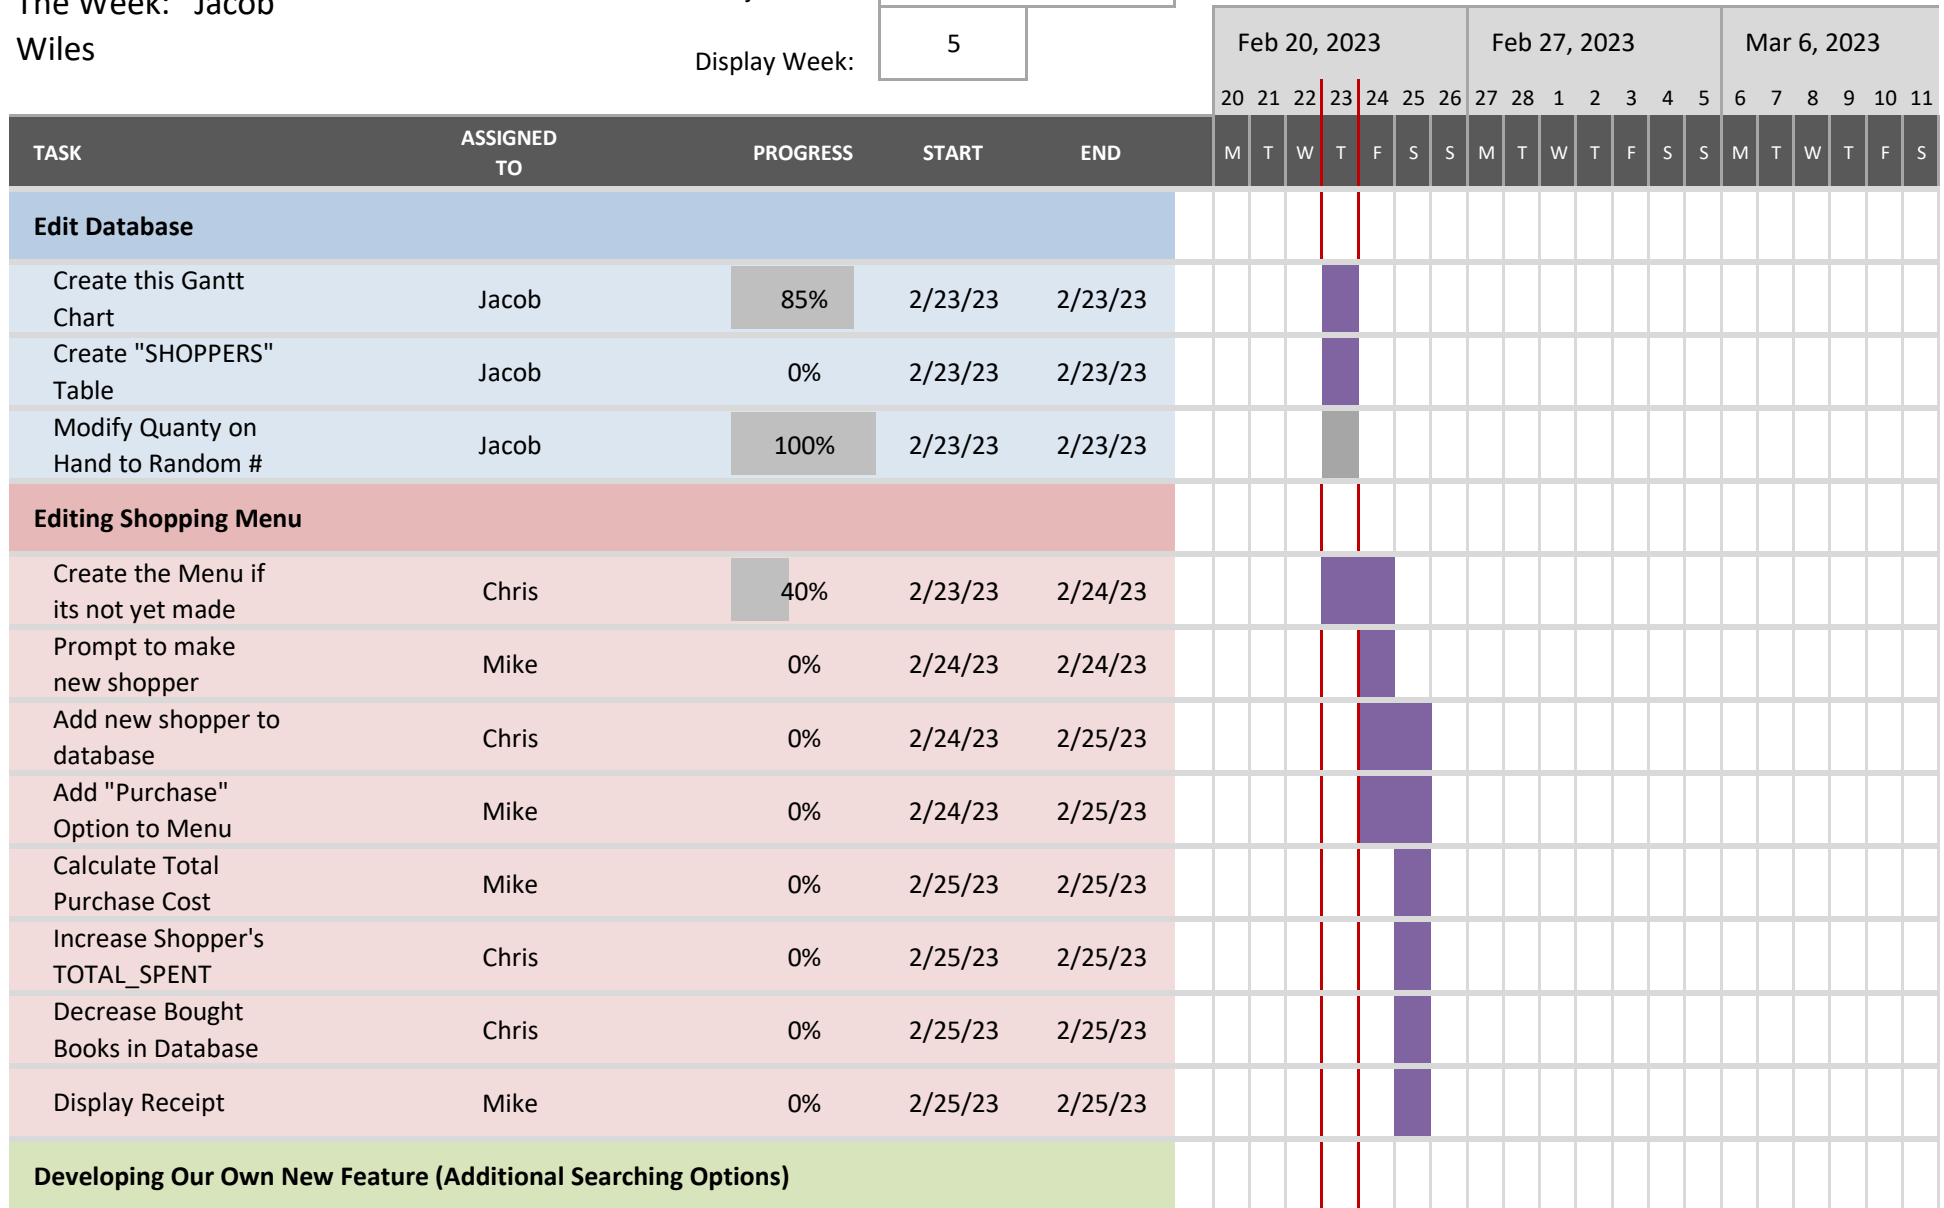 The Week: Jacob
Wiles
Display Week: 5
Feb 20, 2023 Feb 27, 2023 Mar 6, 2023
20 21 22 23 24 25 26 27 28 1 2 3 4 5 6 7 8 9 10 11
TASK ASSIGNED TO PROGRESS START END M T W T F S S M T W T F S S M T W T F S
Edit Database
Create this Gantt
Chart Jacob 85% 2/23/23 2/23/23
Create "SHOPPERS"
Table Jacob 0% 2/23/23 2/23/23
Modify Quanty on
Hand to Random # Jacob 100% 2/23/23 2/23/23
Editing Shopping Menu
Create the Menu if
its not yet made Chris 40% 2/23/23 2/24/23
Prompt to make
new shopper Mike 0% 2/24/23 2/24/23
Add new shopper to
database Chris 0% 2/24/23 2/25/23
Add "Purchase"
Option to Menu Mike 0% 2/24/23 2/25/23
Calculate Total
Purchase Cost Mike 0% 2/25/23 2/25/23
Increase Shopper's
TOTAL_SPENT Chris 0% 2/25/23 2/25/23
Decrease Bought
Books in Database Chris 0% 2/25/23 2/25/23
Display Receipt Mike 0% 2/25/23 2/25/23
Developing Our Own New Feature (Additional Searching Options)